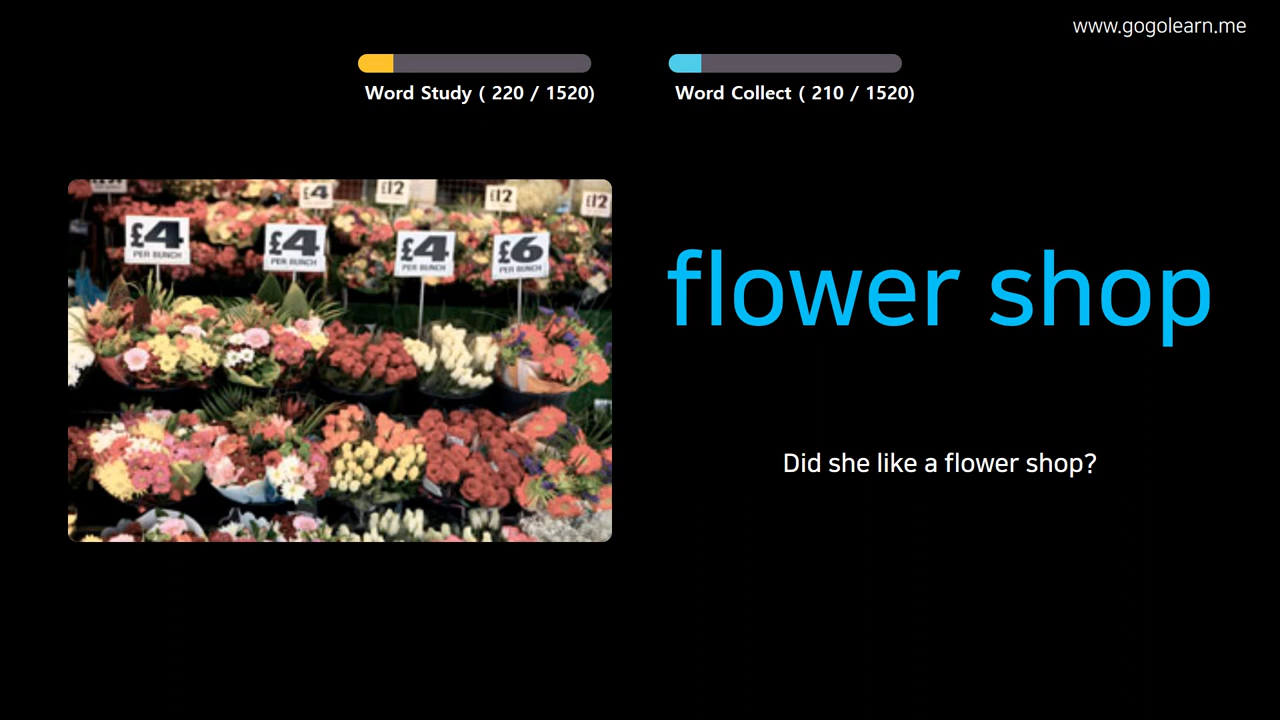 www.gogolearn.me
Word Study ( 220 / 1520)
Word Collect ( 210 / 1520)
£4
£12
£12
£12
£4
PER BUNCH
£4
PER BUNCH
£4
PER BUNCH
£6
PER BUNCH
flower shop
Did she like a flower shop?